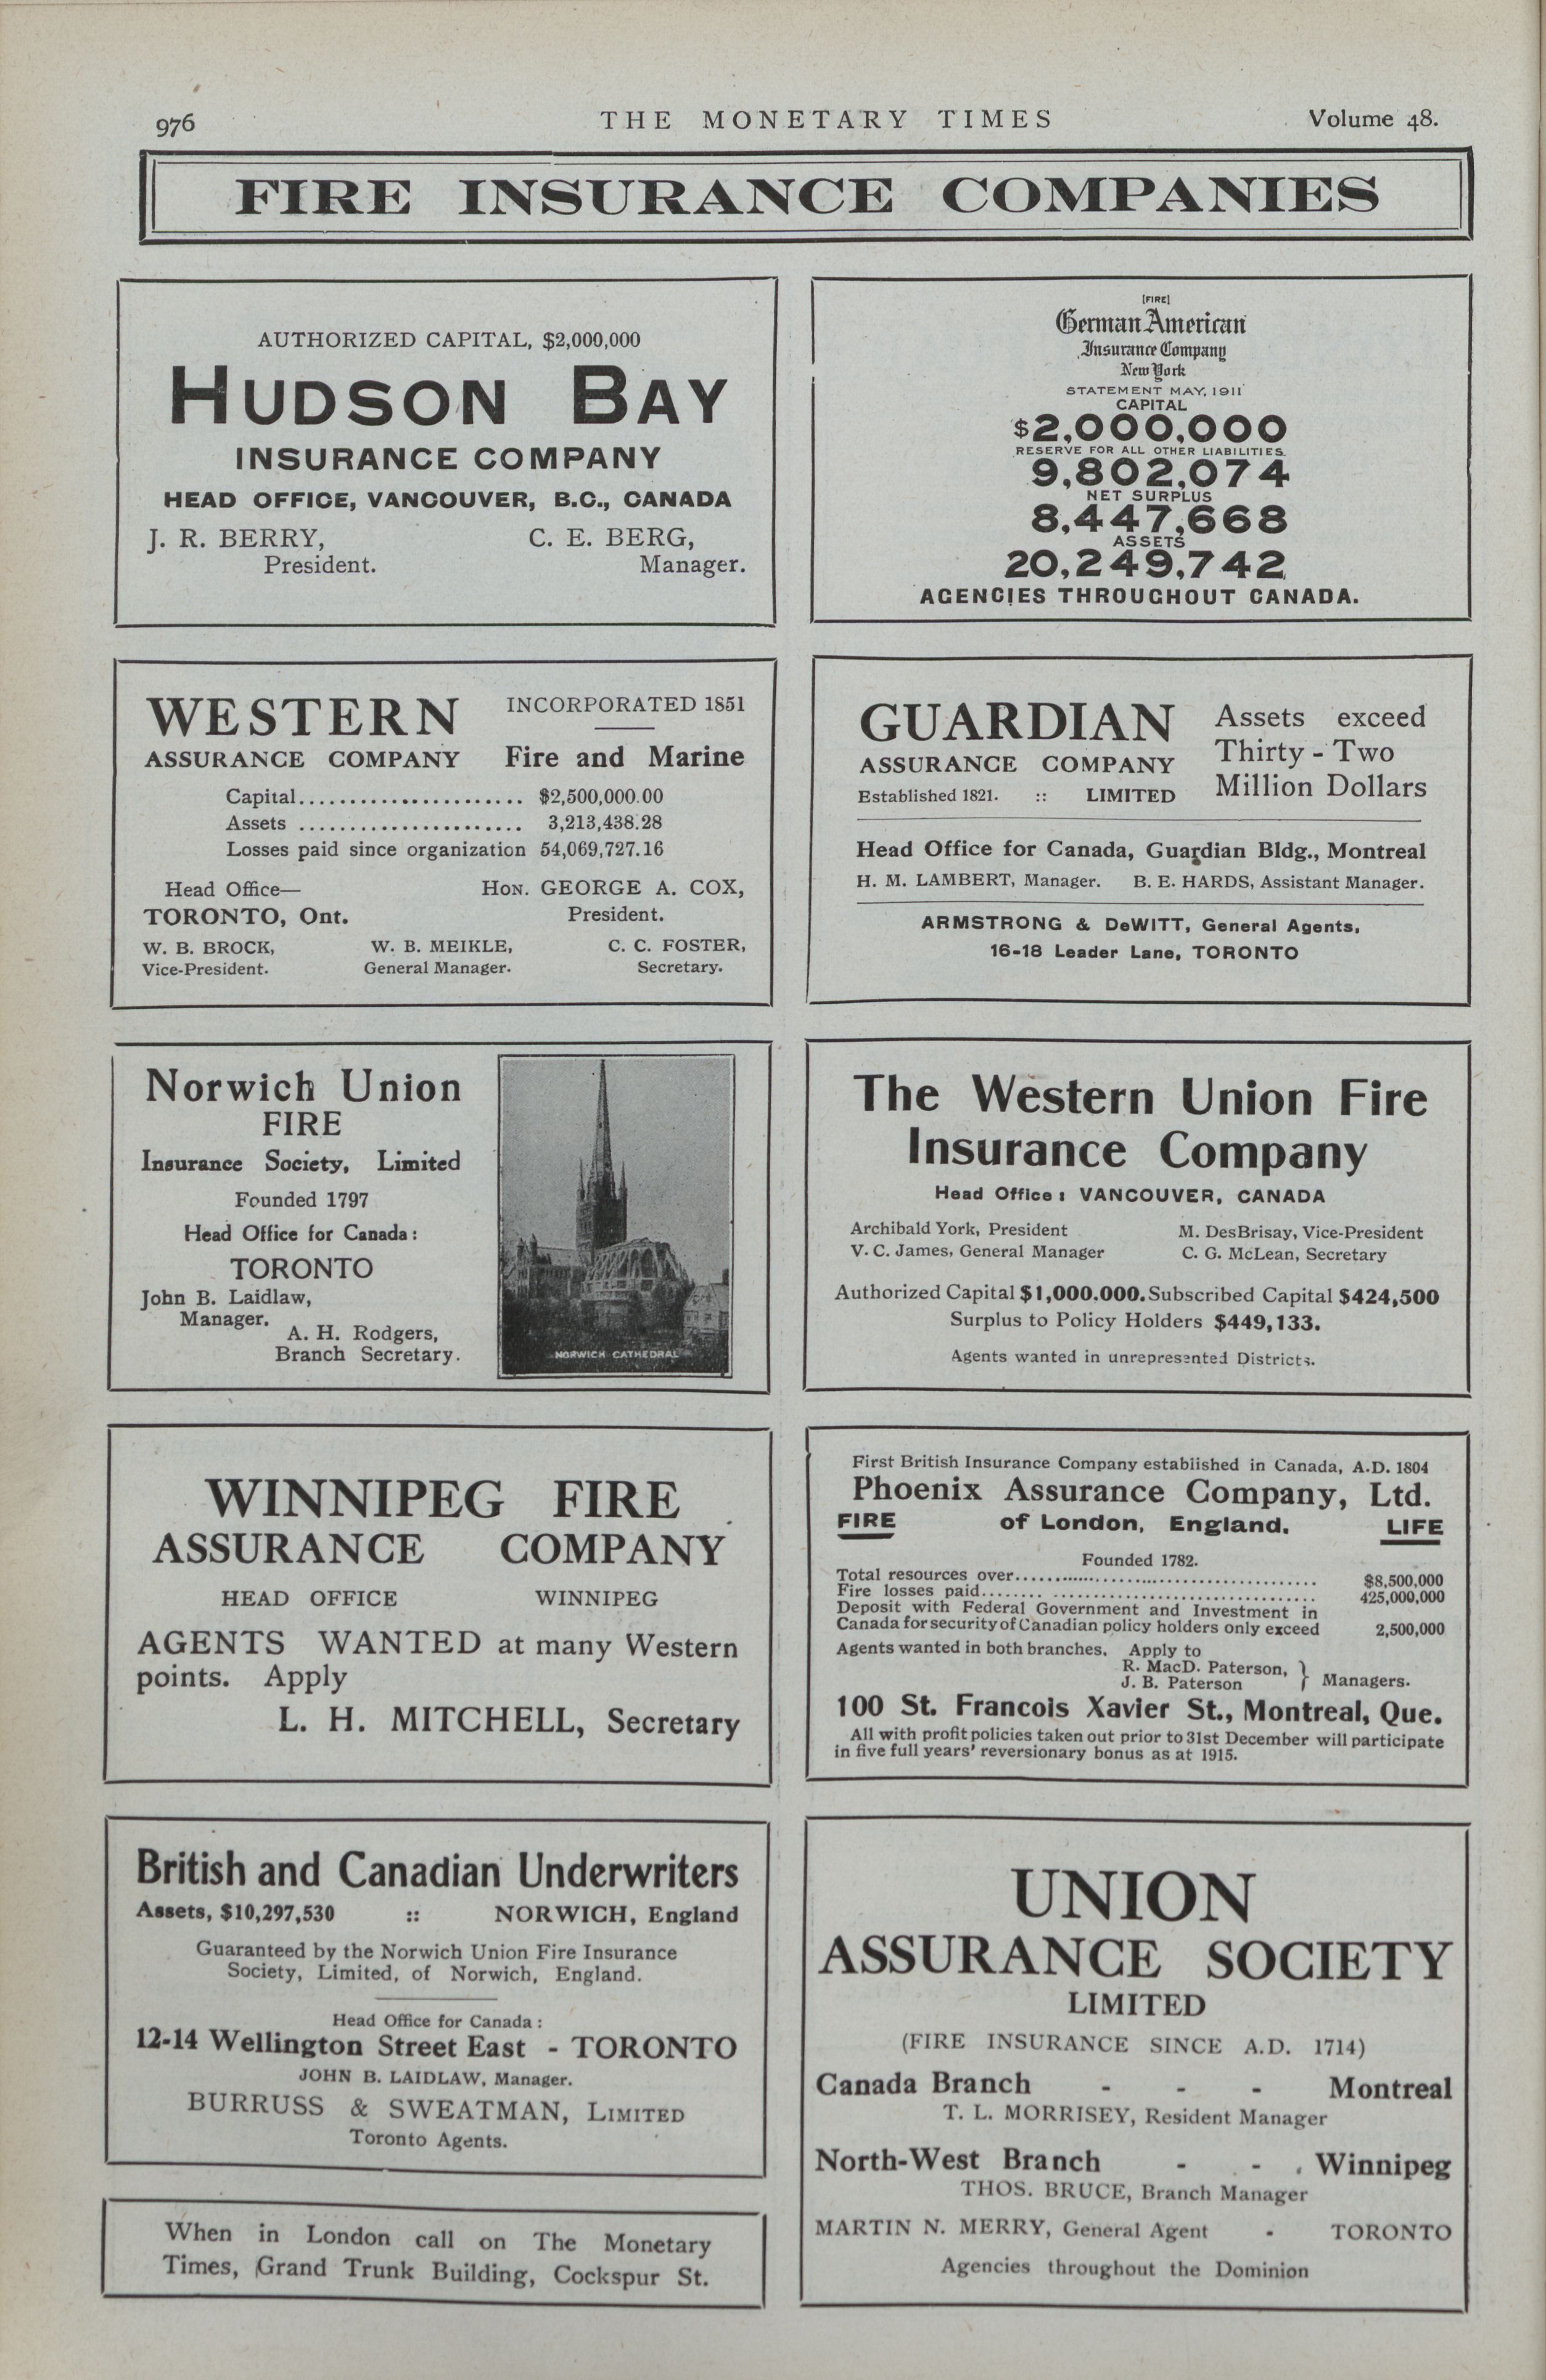 976
THE MONETARY TIMES
Volume 48.
FIRE INSURANCE COMPANIES
AUTHORIZED CAPITAL, $2,000,000
HUDSON BAY
INSURANCE COMPANY
HEAD OFFICE, VANCOUVER, B.C., CANADA
J. R. BERRY, C. E. BERG,
President. Manager.
[FIRE]
German American
Insurance Company
New York
STATEMENT MAY, 1911
CAPITAL
$2,000,000
RESERVE FOR ALL OTHER LIABILITIES.
9,802,074
NET SURPLUS
8,447,668
ASSETS
20,249,742
AGENCIES THROUGHOUT CANADA.
WESTERN INCORPORATED 1851
ASSURANCE COMPANY Fire and Marine
Capital...................... $2,500,000.00
Assets ...................... 3,213,438.28
Losses paid since organization 54,069,727.16
Head Office— HON. GEORGE A. COX,
TORONTO, Ont. President.
W. B. BROCK, W. B. MEIKLE, C. C. FOSTER,
Vice-President. General Manager. Secretary.
GUARDIAN Assets exceed
ASSURANCE COMPANY Thirty - Two
Established 1821. :: LIMITED Million Dollars
Head Office for Canada, Guardian Bldg., Montreal
H. M. LAMBERT, Manager. B. E. HARDS, Assistant Manager.
ARMSTRONG & DeWITT, General Agents,
16-18 Leader Lane, TORONTO
Norwich Union
FIRE
Insurance Society, Limited
Founded 1797
Head Office for Canada:
TORONTO
John B. Laidlaw,
Manager.
A. H. Rodgers,
Branch Secretary.
NORWICH CATHEDRAL
The Western Union Fire
Insurance Company
Head Office: VANCOUVER, CANADA
Archibald York, President M. DesBrisay, Vice-President
V. C. James, General Manager C. G. McLean, Secretary
Authorized Capital $1,000,000. Subscribed Capital $424,500
Surplus to Policy Holders $449,133.
Agents wanted in unrepresented Districts.
WINNIPEG FIRE
ASSURANCE COMPANY
HEAD OFFICE WINNIPEG
AGENTS WANTED at many Western
points. Apply
L. H. MITCHELL, Secretary
First British Insurance Company established in Canada, A.D. 1804
Phoenix Assurance Company, Ltd.
FIRE of London, England. LIFE
Founded 1782.
Total resources over.......................................... $8,500,000
Fire losses paid.......................................... 425,000,000
Deposit with Federal Government and Investment in
Canada for security of Canadian policy holders only exceed 2,500,000
Agents wanted in both branches. Apply to
R. MacD. Paterson, }
J. B. Paterson } Managers.
100 St. Francois Xavier St., Montreal, Que.
All with profit policies taken out prior to 31st December will participate
in five full years' reversionary bonus as at 1915.
British and Canadian Underwriters
Assets, $10,297,530 :: NORWICH, England
Guaranteed by the Norwich Union Fire Insurance
Society, Limited, of Norwich, England.
Head Office for Canada:
12-14 Wellington Street East - TORONTO
JOHN B. LAIDLAW, Manager.
BURRUSS & SWEATMAN, LIMITED
Toronto Agents.
When in London call on The Monetary
Times, Grand Trunk Building, Cockspur St.
UNION
ASSURANCE SOCIETY
LIMITED
(FIRE INSURANCE SINCE A.D. 1714)
Canada Branch - - - Montreal
T. L. MORRISEY, Resident Manager
North-West Branch - - Winnipeg
THOS. BRUCE, Branch Manager
MARTIN N. MERRY, General Agent - TORONTO
Agencies throughout the Dominion